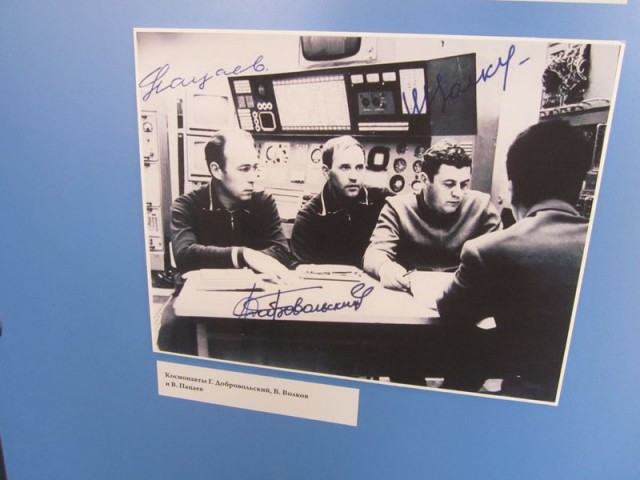 Пацаев.
Добровольский
Космонавты Г. Добровольский, В. Волков
и В. Пацаев